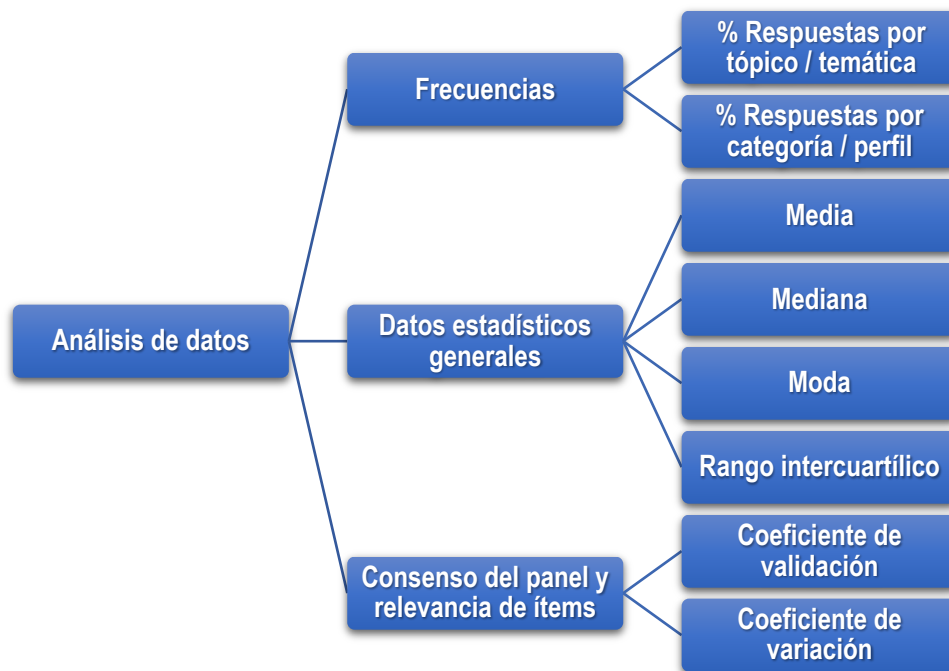 Análisis de datos
Frecuencias
% Respuestas por
tópico / temática
% Respuestas por
categoría / perfil
Datos estadísticos
generales
Media
Mediana
Moda
Rango intercuartílico
Consenso del panel y
relevancia de ítems
Coeficiente de
validación
Coeficiente de
variación